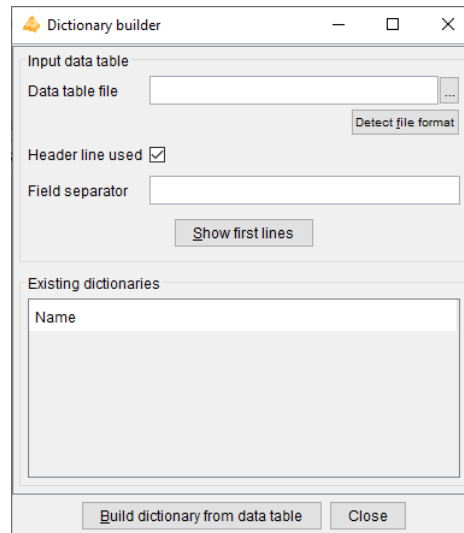 Dictionary builder
Input data table
Data table file
...
Detect file format
Header line used
Field separator
Show first lines
Existing dictionaries
Name
Build dictionary from data table Close